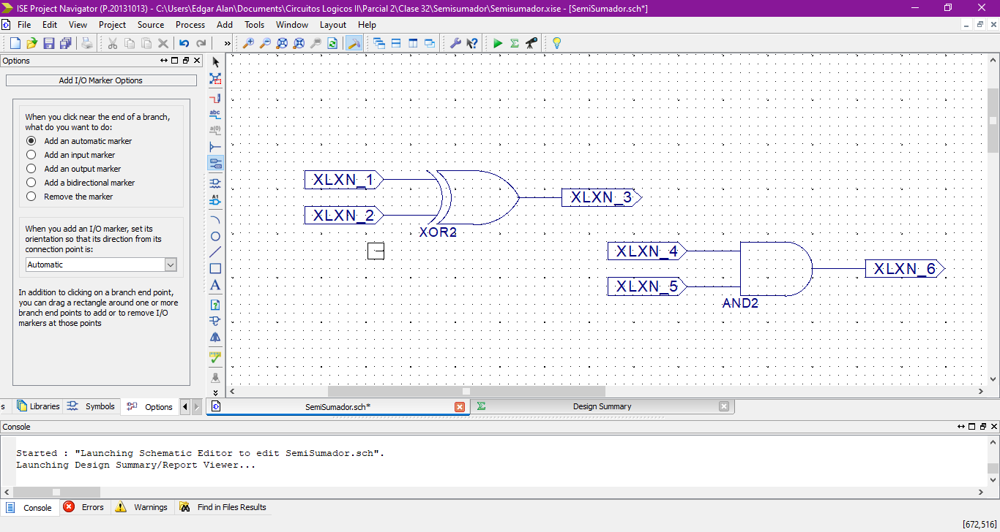 ISE Project Navigator (P.20131013) - C:\Users\Edgar Alan\Documents\Circuitos Logicos II\Parcial 2\Clase 32\Semisumador\Semisumador.xise - [SemiSumador.sch*]
File Edit View Project Source Process Add Tools Window Layout Help
»
Options
Add I/O Marker Options
When you click near the end of a branch,
what do you want to do:
Add an automatic marker
Add an input marker
Add an output marker
Add a bidirectional marker
Remove the marker
When you add an I/O marker, set its
orientation so that its direction from its
connection point is:
Automatic
In addition to clicking on a branch end point,
you can drag a rectangle around one or more
branch end points to add or to remove I/O
markers at those points
abc
a(0)
A1
A
XLXN_1
XLXN_2
XOR2
XLXN_3
XLXN_4
XLXN_5
AND2
XLXN_6
s Libraries Symbols Options
SemiSumador.sch*
Design Summary
Console
Started : "Launching Schematic Editor to edit SemiSumador.sch".
Launching Design Summary/Report Viewer...
Console Errors Warnings Find in Files Results
[672,516]